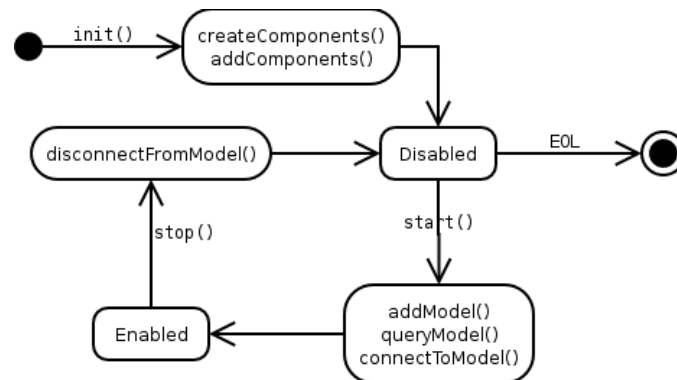 init()
createComponents()
addComponents()
disconnectFromModel()
Disabled
EOL
start()
stop()
addModel()
queryModel()
connectToModel()
Enabled